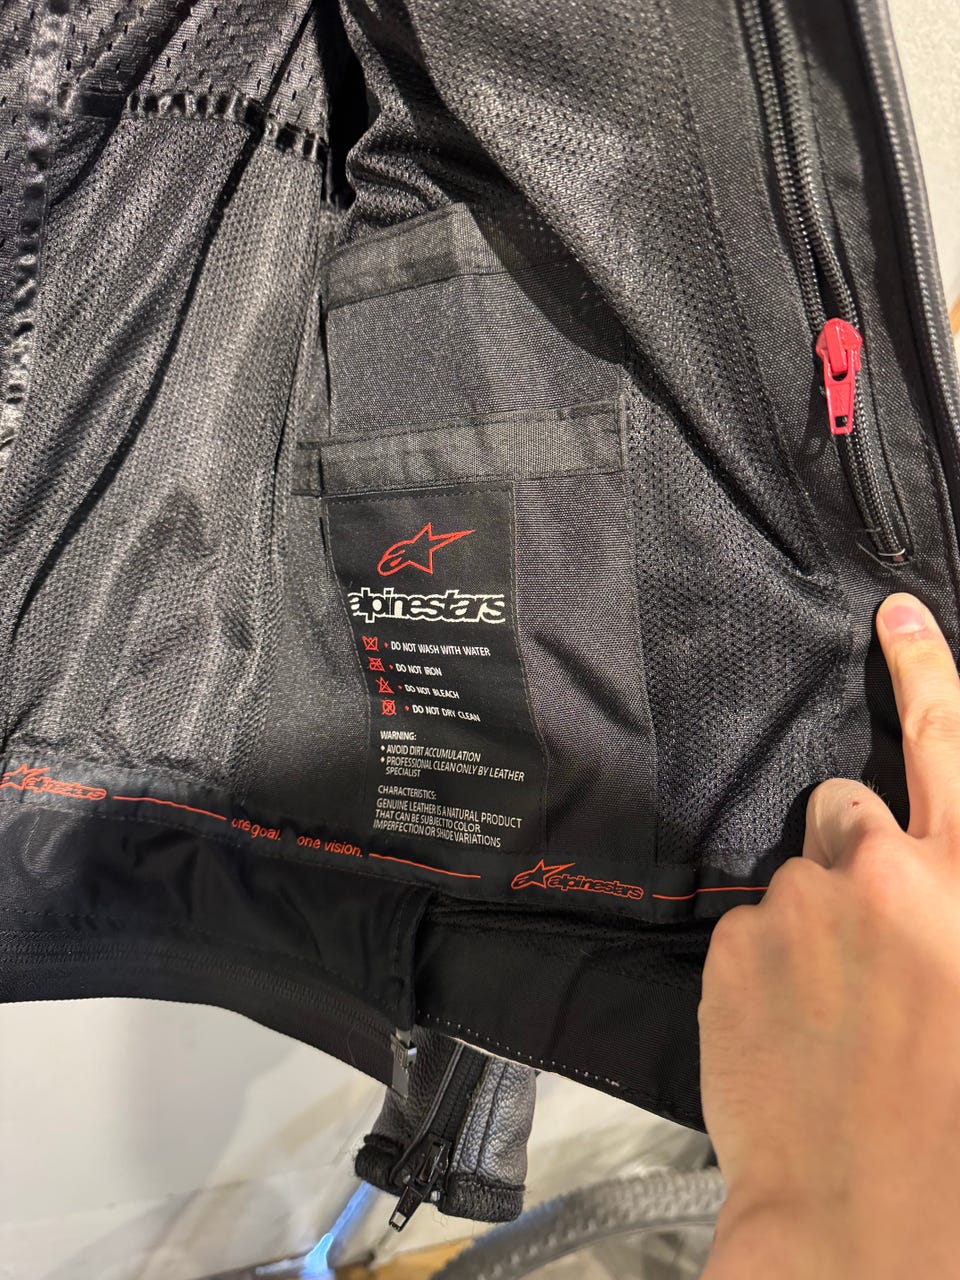 alpinestars
DO NOT WASH WITH WATER
DO NOT IRON
DO NOT BLEACH
DO NOT DRY CLEAN
WARNING:
• AVOID DIRT ACCUMULATION
• PROFESSIONAL CLEAN ONLY BY LEATHER
SPECIALIST
CHARACTERISTICS:
GENUINE LEATHER IS A NATURAL PRODUCT
THAT CAN BE SUBJECT TO COLOR
IMPERFECTION OR SHADE VARIATIONS
alpinestars one goal. one vision. alpinestars